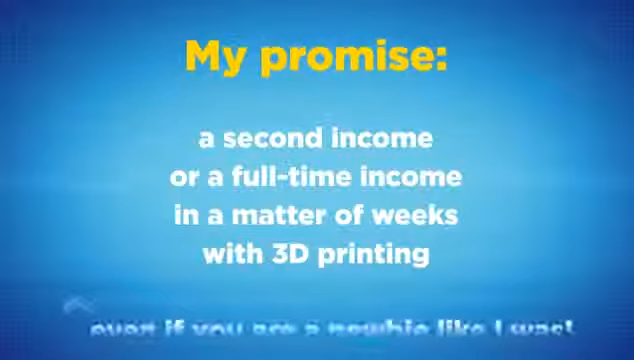 My promise:
a second income
or a full-time income
in a matter of weeks
with 3D printing
even if you are a newbie like I was!